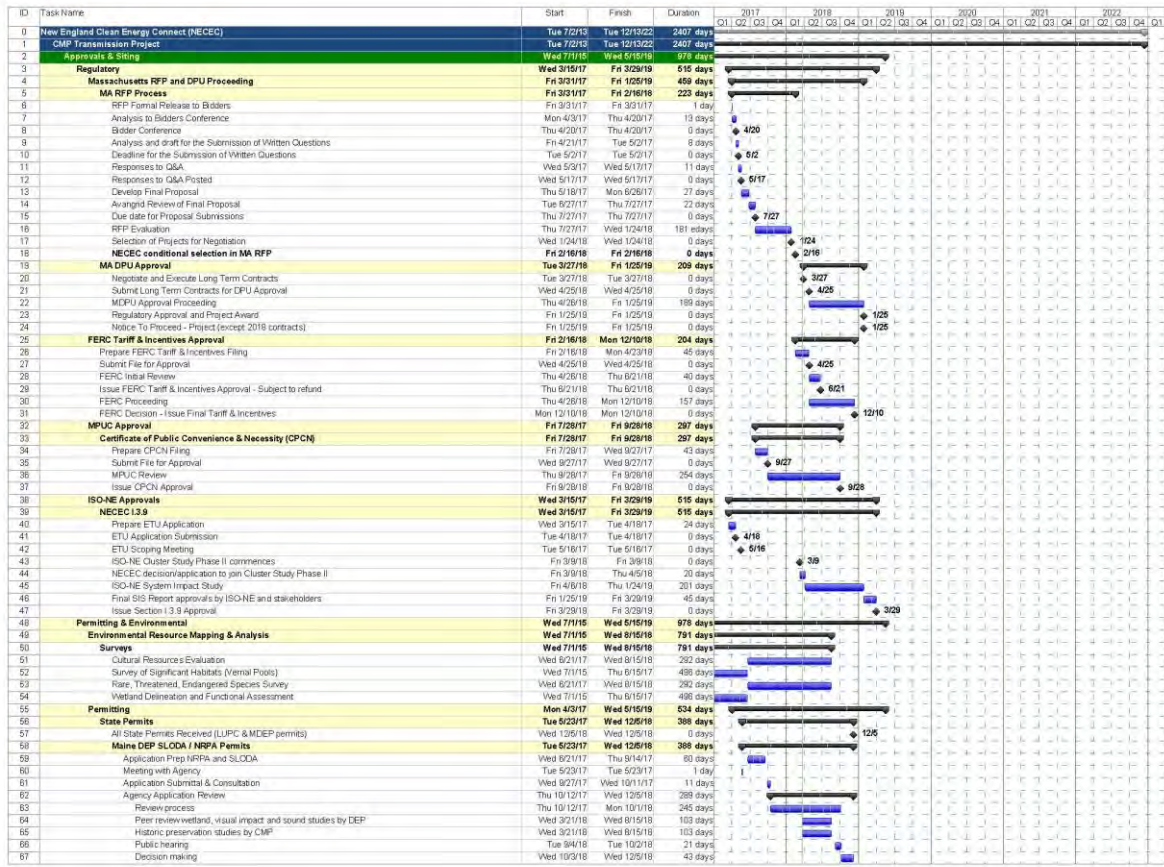 ID Task Name Start Finish Duration 2017 2018 2019 2020 2021 2022
Q1 Q2 Q3 Q4 Q1 Q2 Q3 Q4 Q1 Q2 Q3 Q4 Q1 Q2 Q3 Q4 Q1 Q2 Q3 Q4 Q1 Q2 Q3 Q4 Q1
0 New England Clean Energy Connect (NECEC) Tue 7/2/13 Tue 12/13/22 2407 days
1 CMP Transmission Project Tue 7/2/13 Tue 12/13/22 2407 days
2 Approvals & Siting Wed 7/1/15 Wed 5/15/19 978 days
3 Regulatory Wed 3/15/17 Fri 3/29/19 515 days
4 Massachusetts RFP and DPU Proceeding Fri 3/31/17 Fri 1/25/19 459 days
5 MA RFP Process Fri 3/31/17 Fri 2/16/18 223 days
6 RFP Formal Release to Bidders Fri 3/31/17 Fri 3/31/17 1 day
7 Analysis to Bidders Conference Mon 4/3/17 Thu 4/20/17 13 days
8 Bidder Conference Thu 4/20/17 Thu 4/20/17 0 days 4/20
9 Analysis and draft for the Submission of Written Questions Fri 4/21/17 Tue 5/2/17 8 days
10 Deadline for the Submission of Written Questions Tue 5/2/17 Tue 5/2/17 0 days 5/2
11 Responses to Q&A Wed 5/3/17 Wed 5/17/17 11 days
12 Responses to Q&A Posted Wed 5/17/17 Wed 5/17/17 0 days 5/17
13 Develop Final Proposal Thu 5/18/17 Mon 6/26/17 27 days
14 Avangrid Review of Final Proposal Tue 6/27/17 Thu 7/27/17 22 days
15 Due date for Proposal Submissions Thu 7/27/17 Thu 7/27/17 0 days 7/27
16 RFP Evaluation Thu 7/27/17 Wed 1/24/18 181 edays
17 Selection of Projects for Negotiation Wed 1/24/18 Wed 1/24/18 0 days 1/24
18 NECEC conditional selection in MA RFP Fri 2/16/18 Fri 2/16/18 0 days 2/16
19 MA DPU Approval Tue 3/27/18 Fri 1/25/19 209 days
20 Negotiate and Execute Long Term Contracts Tue 3/27/18 Tue 3/27/18 0 days 3/27
21 Submit Long Term Contracts for DPU Approval Wed 4/25/18 Wed 4/25/18 0 days 4/25
22 MDPU Approval Proceeding Thu 4/26/18 Fri 1/25/19 189 days
23 Regulatory Approval and Project Award Fri 1/25/19 Fri 1/25/19 0 days 1/25
24 Notice To Proceed - Project (except 2018 contracts) Fri 1/25/19 Fri 1/25/19 0 days 1/25
25 FERC Tariff & Incentives Approval Fri 2/16/18 Mon 12/10/18 204 days
26 Prepare FERC Tariff & Incentives Filing Fri 2/16/18 Mon 4/23/18 45 days
27 Submit File for Approval Wed 4/25/18 Wed 4/25/18 0 days 4/25
28 FERC Initial Review Thu 4/26/18 Thu 6/21/18 40 days
29 Issue FERC Tariff & Incentives Approval - Subject to refund Thu 6/21/18 Thu 6/21/18 0 days 6/21
30 FERC Proceeding Thu 4/26/18 Mon 12/10/18 157 days
31 FERC Decision - Issue Final Tariff & Incentives Mon 12/10/18 Mon 12/10/18 0 days 12/10
32 MPUC Approval Fri 7/28/17 Fri 9/28/18 297 days
33 Certificate of Public Convenience & Necessity (CPCN) Fri 7/28/17 Fri 9/28/18 297 days
34 Prepare CPCN Filing Fri 7/28/17 Wed 9/27/17 43 days
35 Submit File for Approval Wed 9/27/17 Wed 9/27/17 0 days 9/27
36 MPUC Review Thu 9/28/17 Fri 9/28/18 254 days
37 Issue CPCN Approval Fri 9/28/18 Fri 9/28/18 0 days 9/28
38 ISO-NE Approvals Wed 3/15/17 Fri 3/29/19 515 days
39 NECEC I.3.9 Wed 3/15/17 Fri 3/29/19 515 days
40 Prepare ETU Application Wed 3/15/17 Tue 4/18/17 24 days
41 ETU Application Submission Tue 4/18/17 Tue 4/18/17 0 days 4/18
42 ETU Scoping Meeting Tue 5/16/17 Tue 5/16/17 0 days 5/16
43 ISO-NE Cluster Study Phase II commences Fri 3/9/18 Fri 3/9/18 0 days 3/9
44 NECEC decision/application to join Cluster Study Phase II Fri 3/9/18 Thu 4/5/18 20 days
45 ISO-NE System Impact Study Fri 4/6/18 Thu 1/24/19 201 days
46 Final SIS Report approvals by ISO-NE and stakeholders Fri 1/25/19 Fri 3/29/19 45 days
47 Issue Section I.3.9 Approval Fri 3/29/19 Fri 3/29/19 0 days 3/29
48 Permitting & Environmental Wed 7/1/15 Wed 5/15/19 978 days
49 Environmental Resource Mapping & Analysis Wed 7/1/15 Wed 8/15/18 791 days
50 Surveys Wed 7/1/15 Wed 8/15/18 791 days
51 Cultural Resources Evaluation Wed 6/21/17 Wed 8/15/18 292 days
52 Survey of Significant Habitats (Vernal Pools) Wed 7/1/15 Thu 6/15/17 498 days
53 Rare, Threatened, Endangered Species Survey Wed 6/21/17 Wed 8/15/18 292 days
54 Wetland Delineation and Functional Assessment Wed 7/1/15 Thu 6/15/17 498 days
55 Permitting Mon 4/3/17 Wed 5/15/19 534 days
56 State Permits Tue 5/23/17 Wed 12/5/18 388 days
57 All State Permits Received (LUPC & MDEP permits) Wed 12/5/18 Wed 12/5/18 0 days 12/5
58 Maine DEP SLODA / NRPA Permits Tue 5/23/17 Wed 12/5/18 388 days
59 Application Prep NRPA and SLODA Wed 6/21/17 Thu 9/14/17 60 days
60 Meeting with Agency Tue 5/23/17 Tue 5/23/17 1 day
61 Application Submittal & Consultation Wed 9/27/17 Wed 10/11/17 11 days
62 Agency Application Review Thu 10/12/17 Wed 12/5/18 289 days
63 Review process Thu 10/12/17 Mon 10/1/18 245 days
64 Peer review wetland, visual impact and sound studies by DEP Wed 3/21/18 Wed 8/15/18 103 days
65 Historic preservation studies by CMP Wed 3/21/18 Wed 8/15/18 103 days
66 Public hearing Tue 9/4/18 Tue 10/2/18 21 days
67 Decision making Wed 10/3/18 Wed 12/5/18 43 days